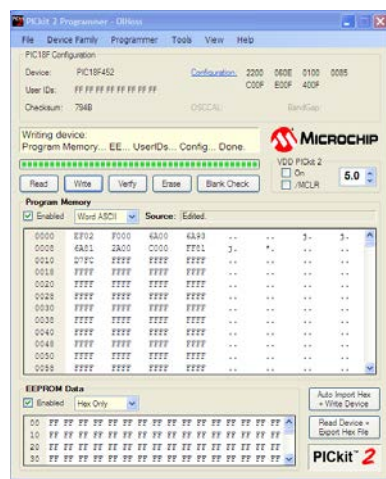 PICkit 2 Programmer - OlHoss
File Device Family Programmer Tools View Help
PIC18F Configuration
Device: PIC18F452 Configuration: 2200 060E 0100 0085
User IDs: FF FF FF FF FF FF FF FF C00F E00F 400F
Checksum: 794B OSCCAL: BandGap:
Writing device:
Program Memory... EE... UserIDs... Config... Done.
MICROCHIP
VDD PICkit 2
On
/MCLR
5.0
Read Write Verify Erase Blank Check
Program Memory
Enabled Word ASCII Source: Edited.
0000 EF02 F000 6A00 6A93 .. .. .j .j
0008 6A81 2A00 C000 FF81 .j .* .. ..
0010 D7FC FFFF FFFF FFFF .. .. .. ..
0018 FFFF FFFF FFFF FFFF .. .. .. ..
0020 FFFF FFFF FFFF FFFF .. .. .. ..
0028 FFFF FFFF FFFF FFFF .. .. .. ..
0030 FFFF FFFF FFFF FFFF .. .. .. ..
0038 FFFF FFFF FFFF FFFF .. .. .. ..
0040 FFFF FFFF FFFF FFFF .. .. .. ..
0048 FFFF FFFF FFFF FFFF .. .. .. ..
0050 FFFF FFFF FFFF FFFF .. .. .. ..
0058 FFFF FFFF FFFF FFFF .. .. .. ..
EEPROM Data
Enabled Hex Only
00 FF FF FF FF FF FF FF FF FF FF FF FF FF FF FF FF
10 FF FF FF FF FF FF FF FF FF FF FF FF FF FF FF FF
20 FF FF FF FF FF FF FF FF FF FF FF FF FF FF FF FF
30 FF FF FF FF FF FF FF FF FF FF FF FF FF FF FF FF
Auto Import Hex
+ Write Device
Read Device +
Export Hex File
PICkit™ 2